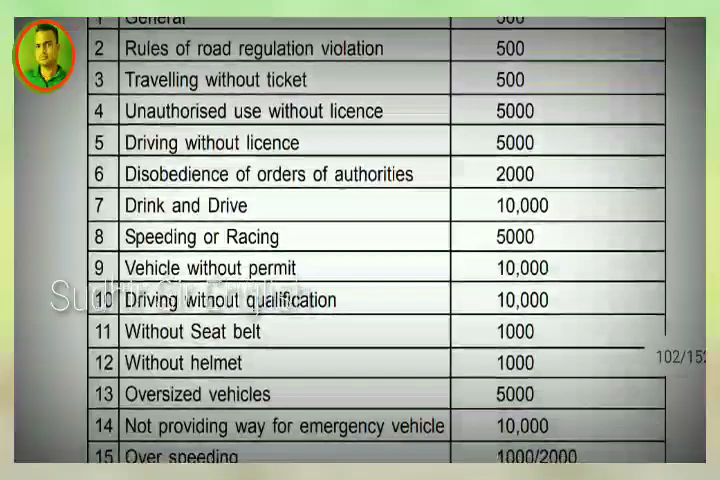 1 General 500
2 Rules of road regulation violation 500
3 Travelling without ticket 500
4 Unauthorised use without licence 5000
5 Driving without licence 5000
6 Disobedience of orders of authorities 2000
7 Drink and Drive 10,000
8 Speeding or Racing 5000
9 Vehicle without permit 10,000
10 Driving without qualification 10,000
11 Without Seat belt 1000
12 Without helmet 1000
102/152
13 Oversized vehicles 5000
14 Not providing way for emergency vehicle 10,000
15 Over speeding 1000/2000